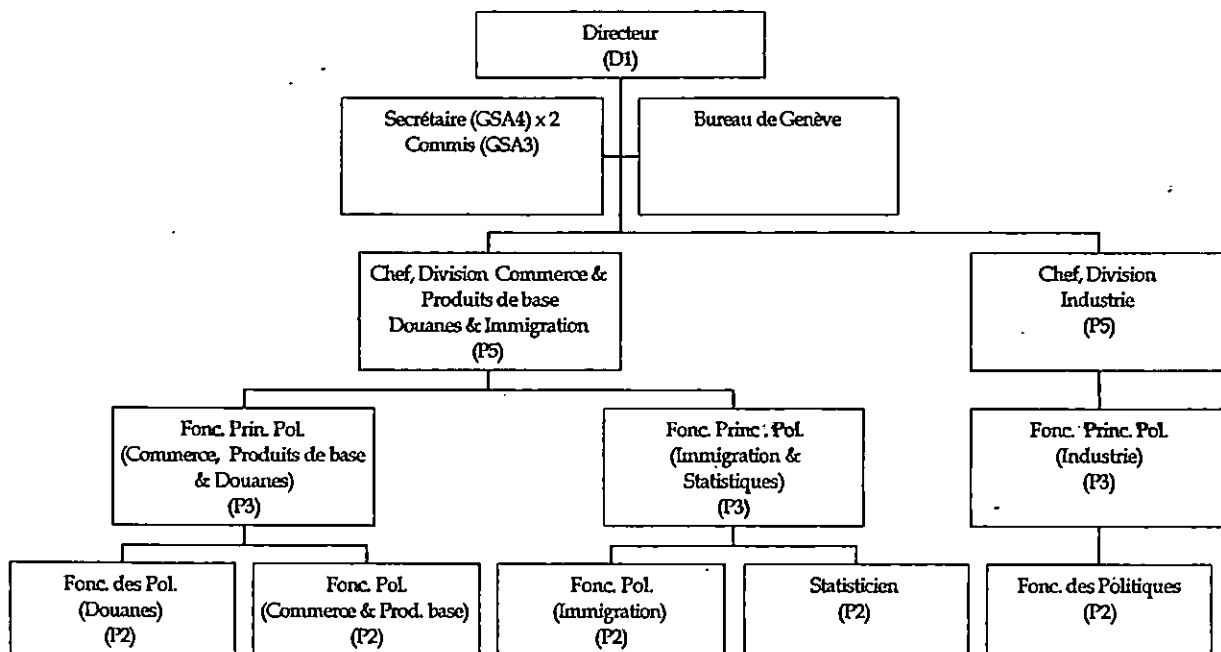 Directeur
(D1)
Secrétaire (GSA4) x 2
Commis (GSA3)
Bureau de Genève
Chef, Division Commerce &
Produits de base
Douanes & Immigration
(P5)
Chef, Division
Industrie
(P5)
Fonc. Prin. Pol.
(Commerce, Produits de base
& Douanes)
(P3)
Fonc. Princ. Pol.
(Immigration &
Statistiques)
(P3)
Fonc. Princ. Pol.
(Industrie)
(P3)
Fonc. des Pol.
(Douanes)
(P2)
Fonc. Pol.
(Commerce & Prod. base)
(P2)
Fonc. Pol.
(Immigration)
(P2)
Statisticien
(P2)
Fonc. des Politiques
(P2)